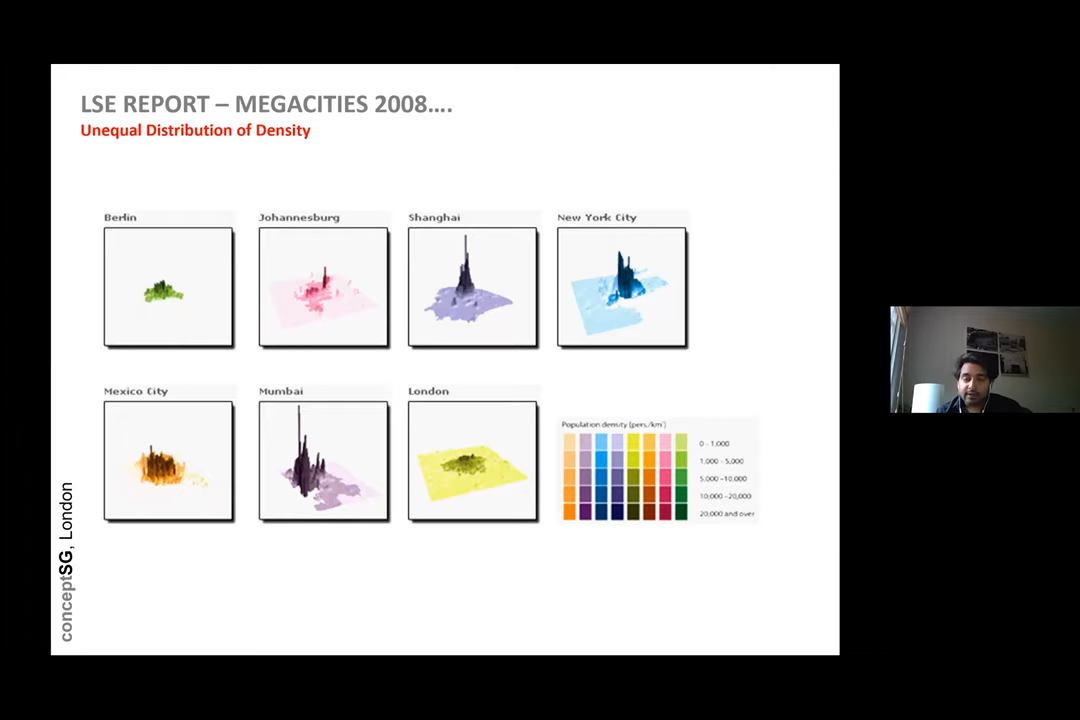 LSE REPORT – MEGACITIES 2008....
Unequal Distribution of Density
Berlin
Johannesburg
Shanghai
New York City
Mexico City
Mumbai
London
Population density [pers./km²]
0 - 1,000
1,000 - 5,000
5,000 -10,000
10,000 -20,000
20,000 and over
conceptSG, London